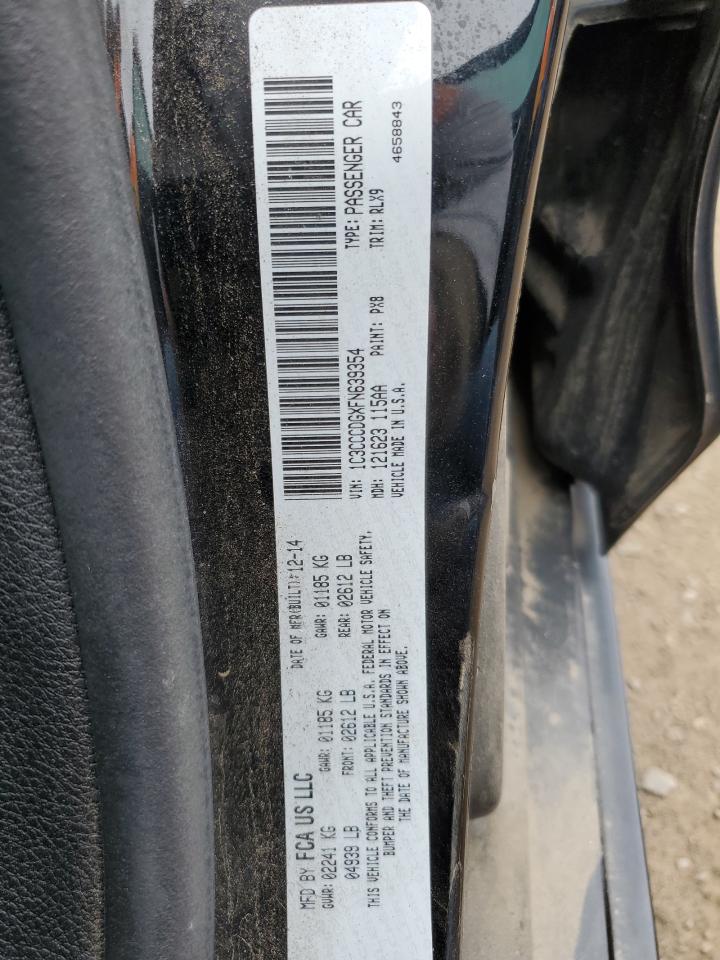 MFD BY FCA US LLC
DATE OF MFR(BUILT): 12-14
GVWR: 02241 KG
GAWR: 01185 KG
GAWR: 01185 KG
04939 LB
FRONT: 02612 LB
REAR: 02612 LB
THIS VEHICLE CONFORMS TO ALL APPLICABLE U.S.A. FEDERAL MOTOR VEHICLE SAFETY,
BUMPER AND THEFT PREVENTION STANDARDS IN EFFECT ON
THE DATE OF MANUFACTURE SHOWN ABOVE.
VIN: 1C3CCCDGXFN639354
TYPE: PASSENGER CAR
MDH: 121623 115AA
PAINT: PX8
TRIM: RLX9
VEHICLE MADE IN U.S.A.
4658843